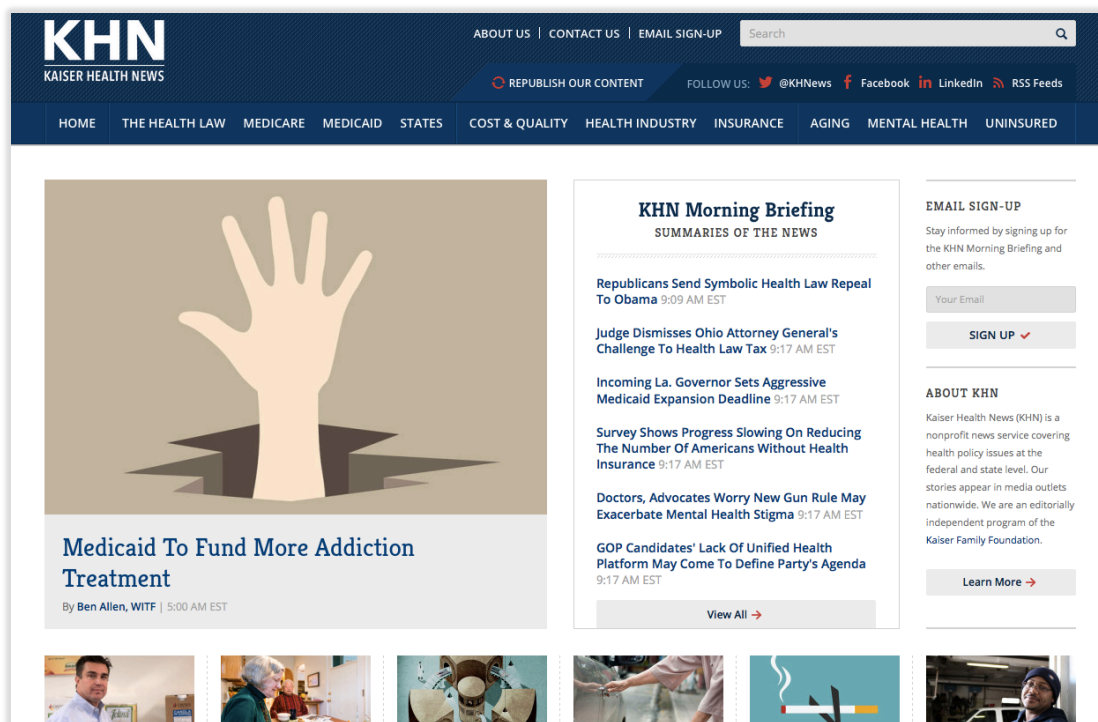 KHN
KAISER HEALTH NEWS
ABOUT US | CONTACT US | EMAIL SIGN-UP
Search
REPUBLISH OUR CONTENT
FOLLOW US: @KHNews Facebook LinkedIn RSS Feeds
HOME THE HEALTH LAW MEDICARE MEDICAID STATES COST & QUALITY HEALTH INDUSTRY INSURANCE AGING MENTAL HEALTH UNINSURED
Medicaid To Fund More Addiction
Treatment
By Ben Allen, WITF | 5:00 AM EST
KHN Morning Briefing
SUMMARIES OF THE NEWS
Republicans Send Symbolic Health Law Repeal
To Obama 9:09 AM EST
Judge Dismisses Ohio Attorney General's
Challenge To Health Law Tax 9:17 AM EST
Incoming La. Governor Sets Aggressive
Medicaid Expansion Deadline 9:17 AM EST
Survey Shows Progress Slowing On Reducing
The Number Of Americans Without Health
Insurance 9:17 AM EST
Doctors, Advocates Worry New Gun Rule May
Exacerbate Mental Health Stigma 9:17 AM EST
GOP Candidates' Lack Of Unified Health
Platform May Come To Define Party's Agenda
9:17 AM EST
View All
EMAIL SIGN-UP
Stay informed by signing up for
the KHN Morning Briefing and
other emails.
Your Email
SIGN UP
ABOUT KHN
Kaiser Health News (KHN) is a
nonprofit news service covering
health policy issues at the
federal and state level. Our
stories appear in media outlets
nationwide. We are an editorially
independent program of the
Kaiser Family Foundation.
Learn More